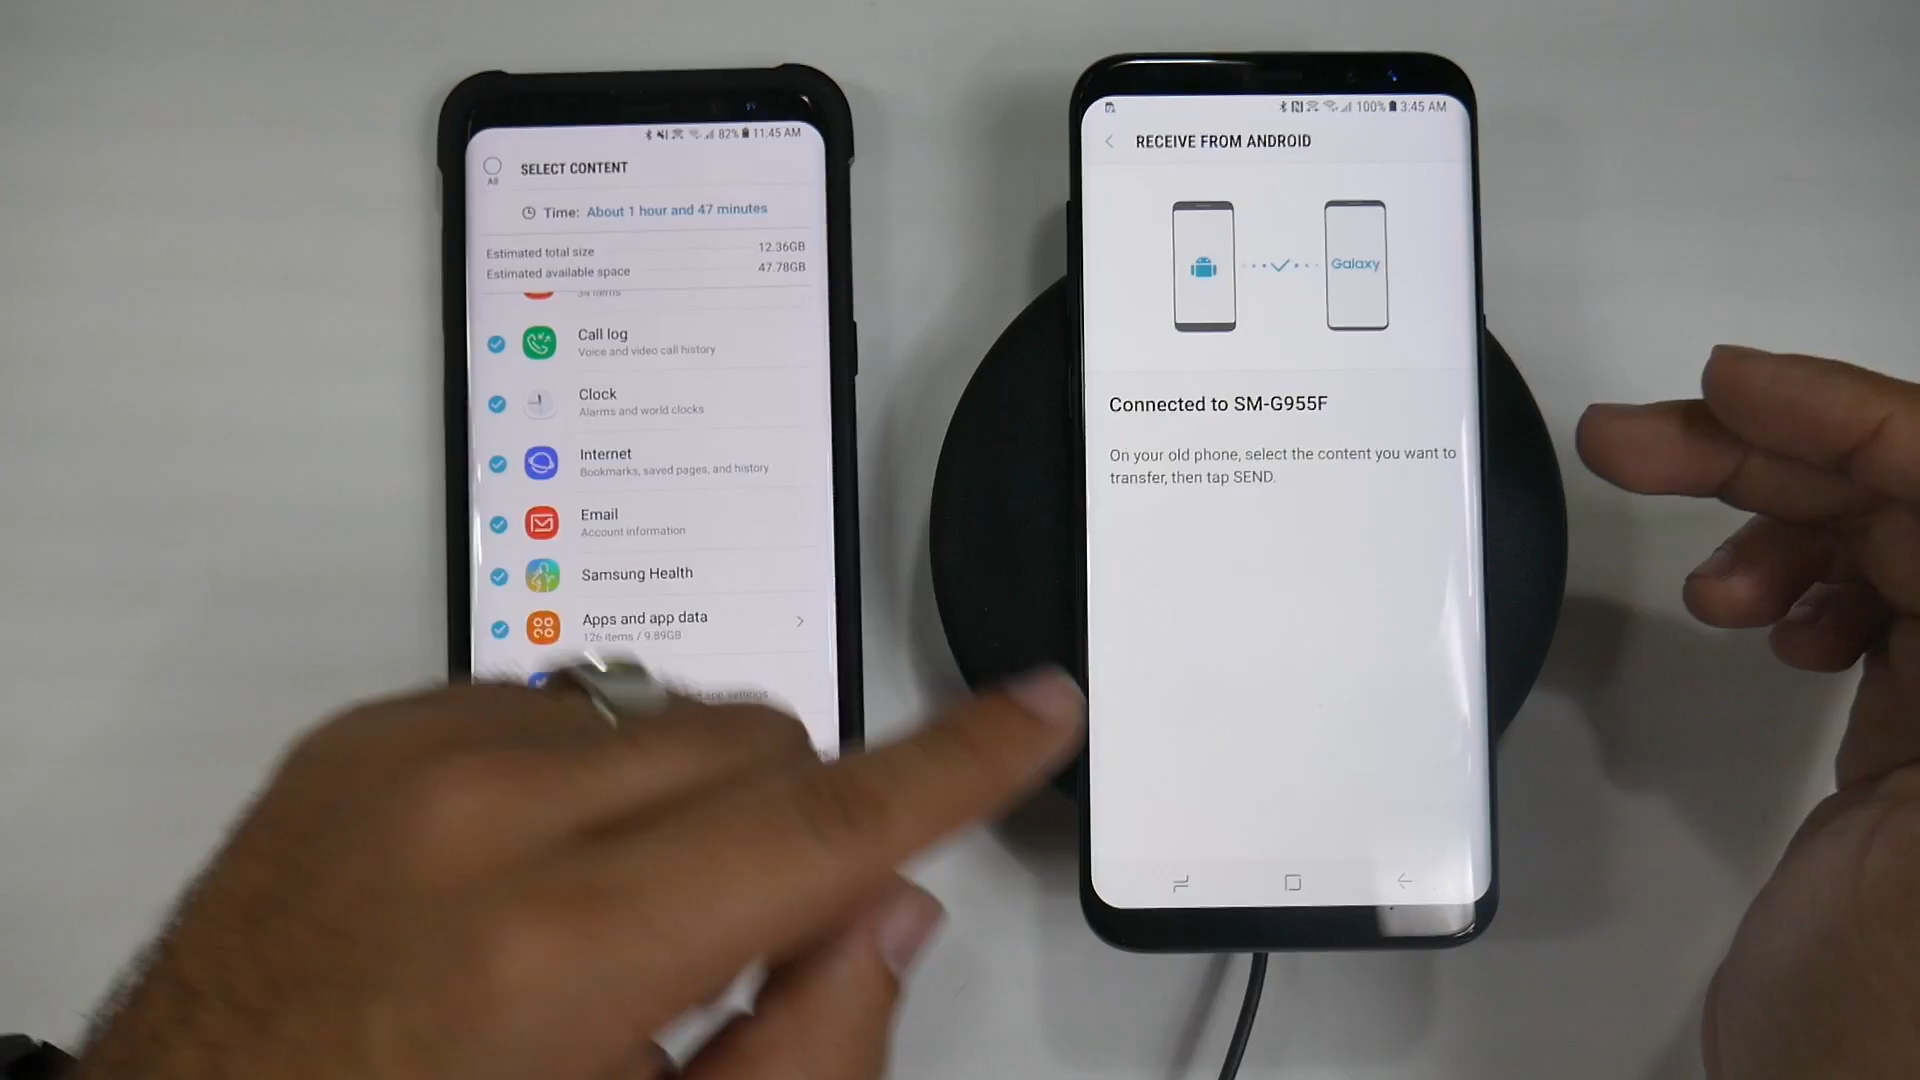 82% 11:45 AM
All
SELECT CONTENT
Time: About 1 hour and 47 minutes
Estimated total size 12.36GB
Estimated available space 47.78GB
34 items
Call log
Voice and video call history
Clock
Alarms and world clocks
Internet
Bookmarks, saved pages, and history
Email
Account information
Samsung Health
Apps and app data
126 items / 9.89GB
app settings
100% 3:45 AM
RECEIVE FROM ANDROID
Galaxy
Connected to SM-G955F
On your old phone, select the content you want to
transfer, then tap SEND.